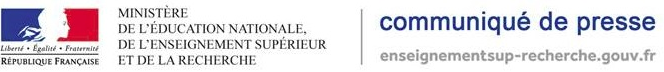 Liberté • Égalité • Fraternité
RÉPUBLIQUE FRANÇAISE
MINISTÈRE
DE L'ÉDUCATION NATIONALE,
DE L'ENSEIGNEMENT SUPÉRIEUR
ET DE LA RECHERCHE
communiqué de presse
enseignementsup-recherche.gouv.fr